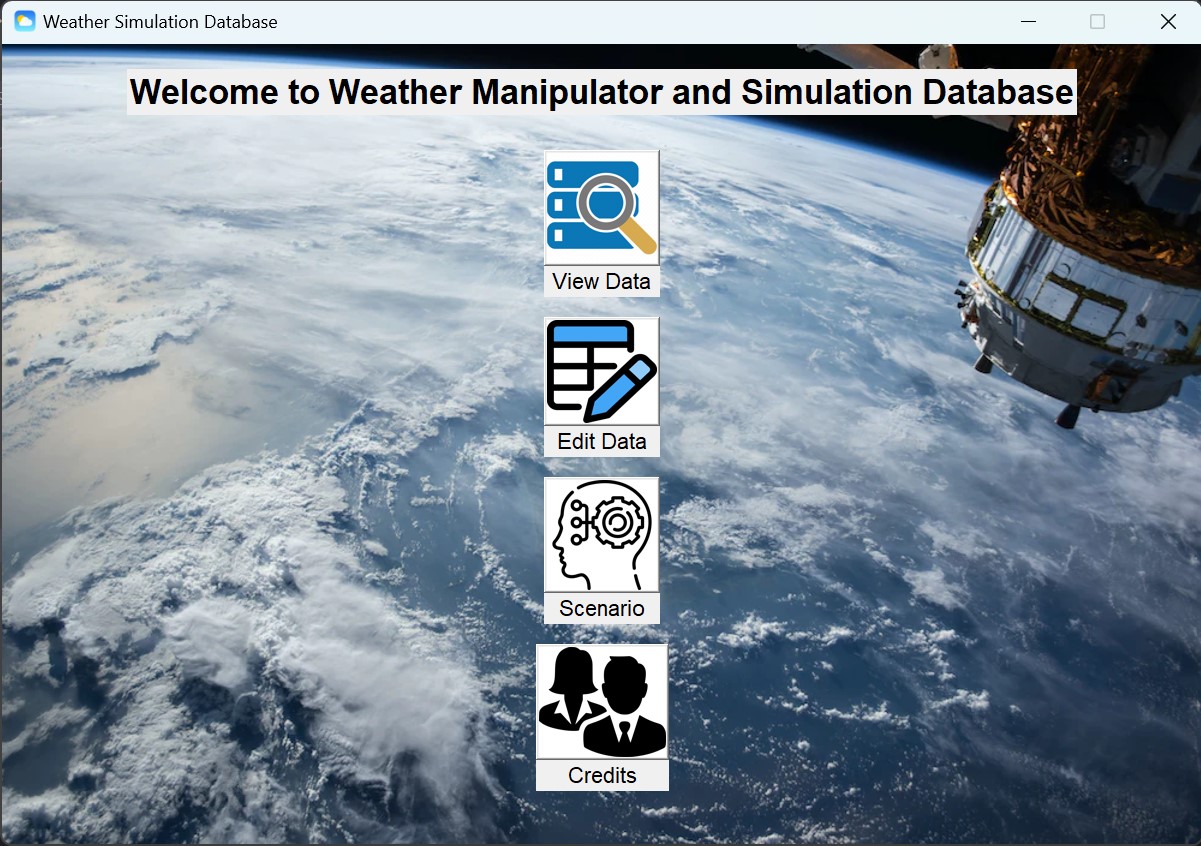 Weather Simulation Database
Welcome to Weather Manipulator and Simulation Database
View Data
Edit Data
Scenario
Credits